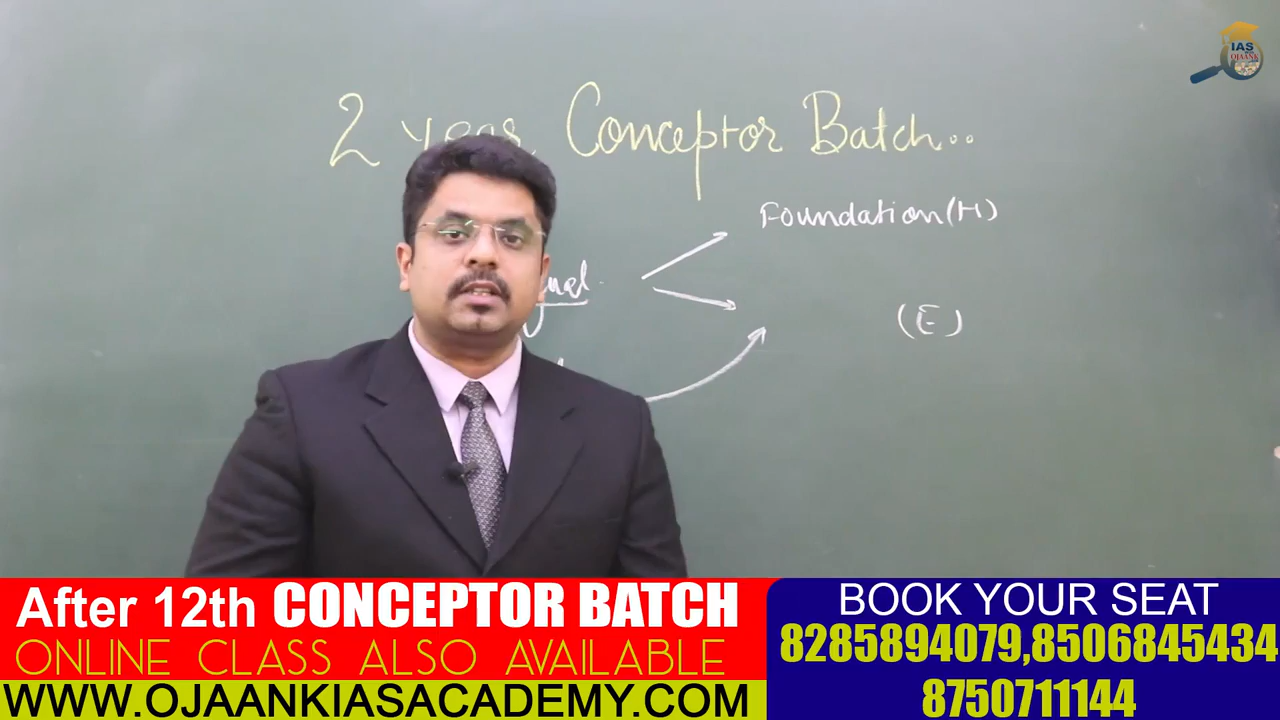 IAS
OJAANK
2 year Conceptor Batch..
Foundation(H)
(E)
After 12th CONCEPTOR BATCH
ONLINE CLASS ALSO AVAILABLE
WWW.OJAANKIASACADEMY.COM
BOOK YOUR SEAT
8285894079,8506845434
8750711144